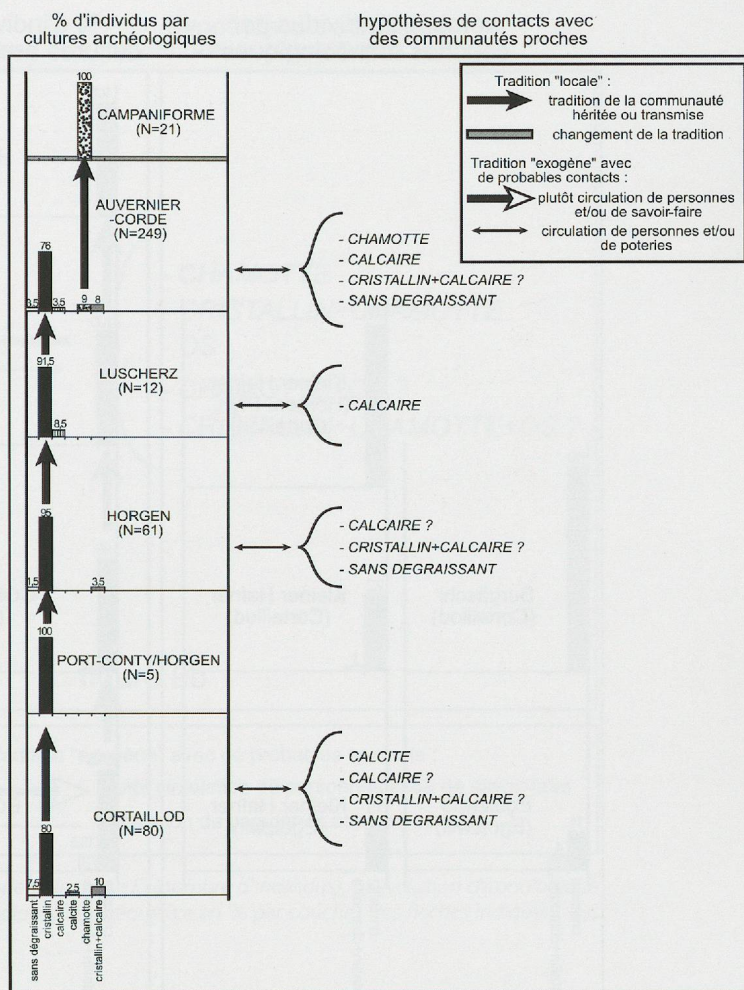 % d'individus par
cultures archéologiques
hypothèses de contacts avec
des communautés proches
Tradition "locale" :
tradition de la communauté
héritée ou transmise
changement de la tradition
Tradition "exogène" avec
de probables contacts :
plutôt circulation de personnes
et/ou de savoir-faire
circulation de personnes et/ou
de poteries
100
CAMPANIFORME
(N=21)
AUVERNIER
-CORDE
(N=249)
76
3,5
3,5
9
8
- CHAMOTTE
- CALCAIRE
- CRISTALLIN+CALCAIRE ?
- SANS DEGRAISSANT
LUSCHERZ
(N=12)
91,5
8,5
- CALCAIRE
HORGEN
(N=61)
95
1,5
3,5
- CALCAIRE ?
- CRISTALLIN+CALCAIRE ?
- SANS DEGRAISSANT
100
PORT-CONTY/HORGEN
(N=5)
CORTAILLOD
(N=80)
80
7,5
2,5
10
- CALCITE
- CALCAIRE ?
- CRISTALLIN+CALCAIRE ?
- SANS DEGRAISSANT
sans dégraissant
cristallin
calcaire
calcite
chamotte
cristallin+calcaire